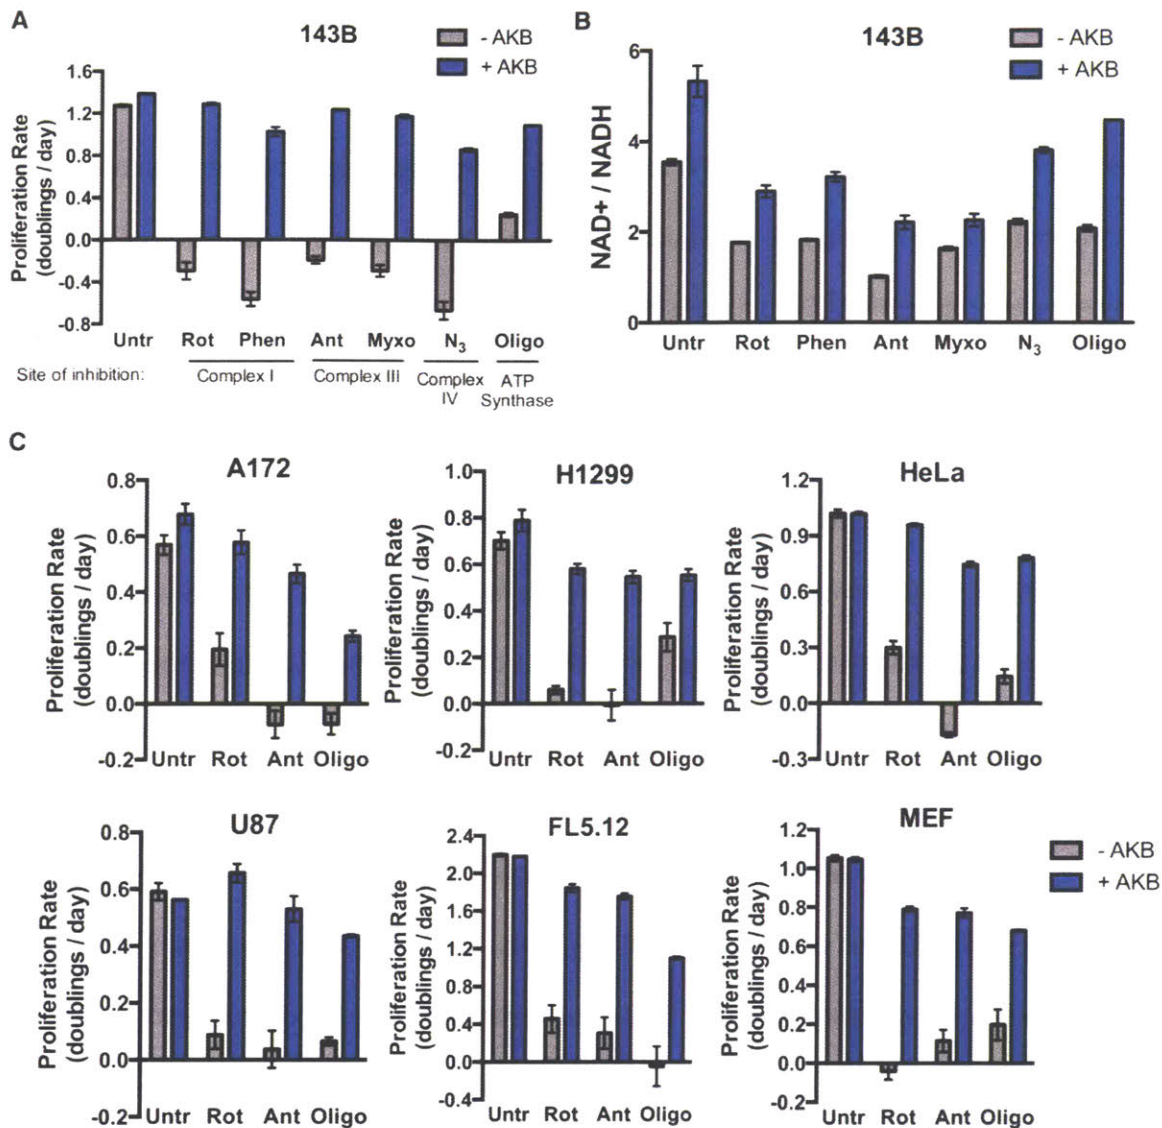 A
143B
- AKB
+ AKB
Proliferation Rate
(doublings / day)
1.6
1.2
0.8
0.4
0.0
-0.4
-0.8
Untr Rot Phen Ant Myxo N3 Oligo
Site of inhibition: Complex I Complex III Complex IV ATP Synthase
B
143B
- AKB
+ AKB
NAD+ / NADH
6
4
2
0
Untr Rot Phen Ant Myxo N3 Oligo
C
A172
Proliferation Rate
(doublings / day)
0.8
0.6
0.4
0.2
0.0
-0.2
Untr Rot Ant Oligo
H1299
Proliferation Rate
(doublings / day)
1.0
0.8
0.6
0.4
0.2
0.0
-0.2
Untr Rot Ant Oligo
HeLa
Proliferation Rate
(doublings / day)
1.2
0.9
0.6
0.3
0.0
-0.3
Untr Rot Ant Oligo
U87
Proliferation Rate
(doublings / day)
0.8
0.6
0.4
0.2
0.0
-0.2
Untr Rot Ant Oligo
FL5.12
Proliferation Rate
(doublings / day)
2.4
2.0
1.6
1.2
0.8
0.4
0.0
-0.4
Untr Rot Ant Oligo
MEF
Proliferation Rate
(doublings / day)
1.2
1.0
0.8
0.6
0.4
0.2
0.0
-0.2
Untr Rot Ant Oligo
- AKB
+ AKB